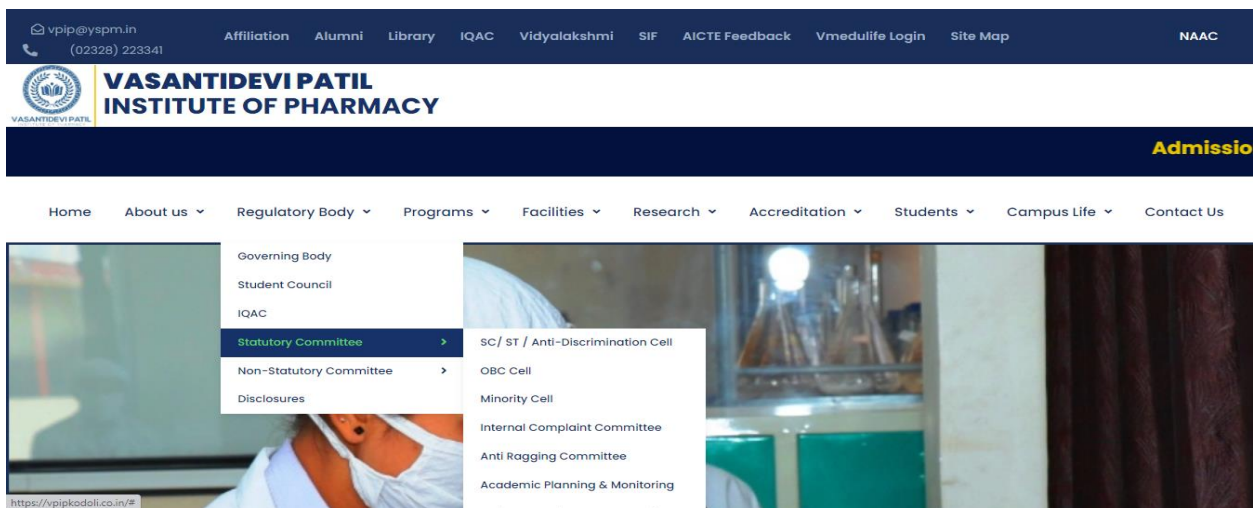 vpip@yspm.in
(02328) 223341
Affiliation Alumni Library IQAC Vidyalakshmi SIF AICTE Feedback Vmedulife Login Site Map NAAC
VASANTIDEVI PATIL
VASANTIDEVI PATIL
INSTITUTE OF PHARMACY
Admissio
Home About us Regulatory Body Programs Facilities Research Accreditation Students Campus Life Contact Us
Governing Body
Student Council
IQAC
Statutory Committee
Non-Statutory Committee
Disclosures
SC/ ST / Anti-Discrimination Cell
OBC Cell
Minority Cell
Internal Complaint Committee
Anti Ragging Committee
Academic Planning & Monitoring
https://vpipkodoli.co.in/#